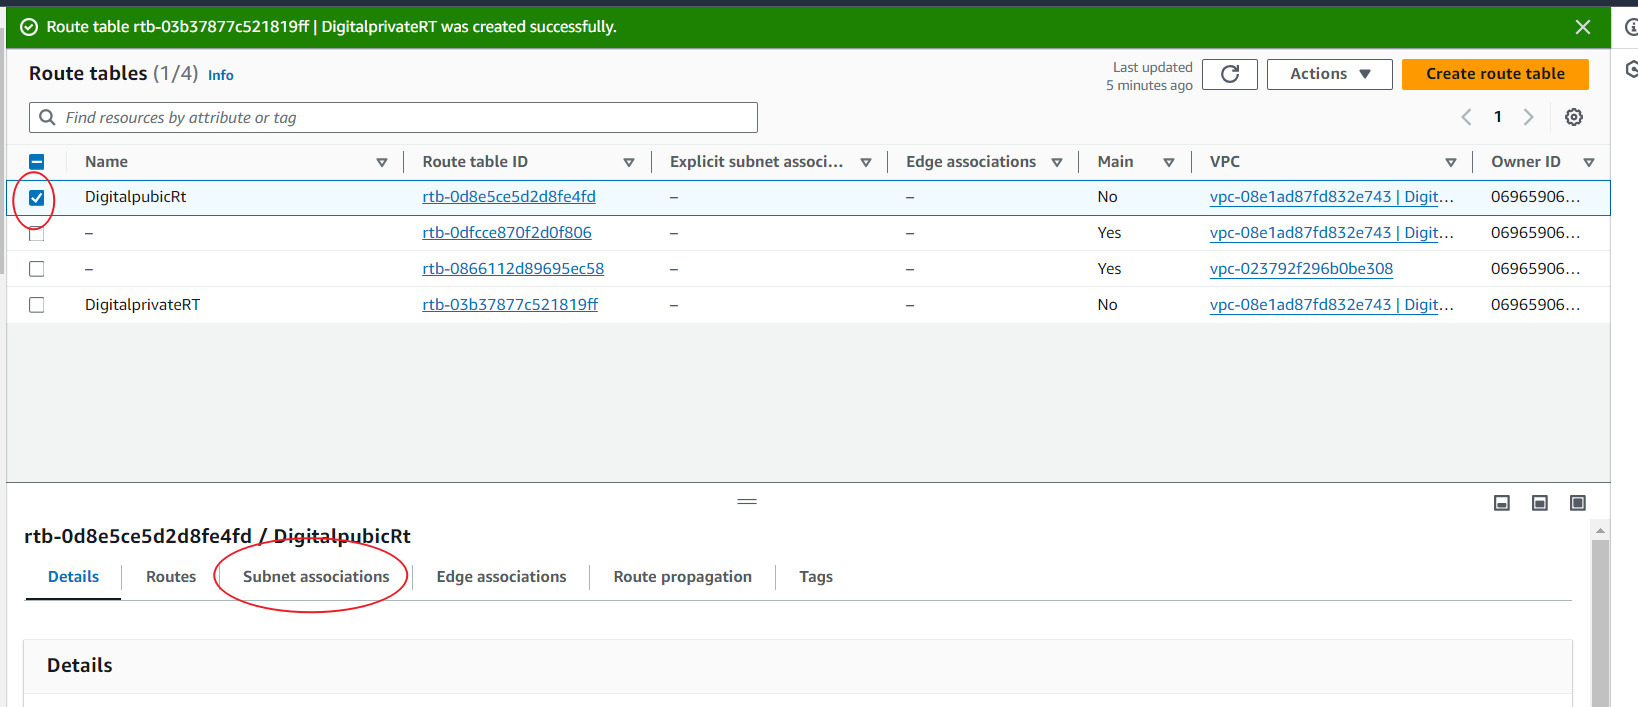 Route table rtb-03b37877c521819ff | DigitalprivateRT was created successfully.
Route tables (1/4) Info
Last updated
5 minutes ago
Actions
Create route table
Find resources by attribute or tag
1
Name Route table ID Explicit subnet associ... Edge associations Main VPC Owner ID
DigitalpubicRt rtb-0d8e5ce5d2d8fe4fd – – No vpc-08e1ad87fd832e743 | Digit... 06965906...
– rtb-0dfcce870f2d0f806 – – Yes vpc-08e1ad87fd832e743 | Digit... 06965906...
– rtb-0866112d89695ec58 – – Yes vpc-023792f296b0be308 06965906...
DigitalprivateRT rtb-03b37877c521819ff – – No vpc-08e1ad87fd832e743 | Digit... 06965906...
rtb-0d8e5ce5d2d8fe4fd / DigitalpubicRt
Details Routes Subnet associations Edge associations Route propagation Tags
Details